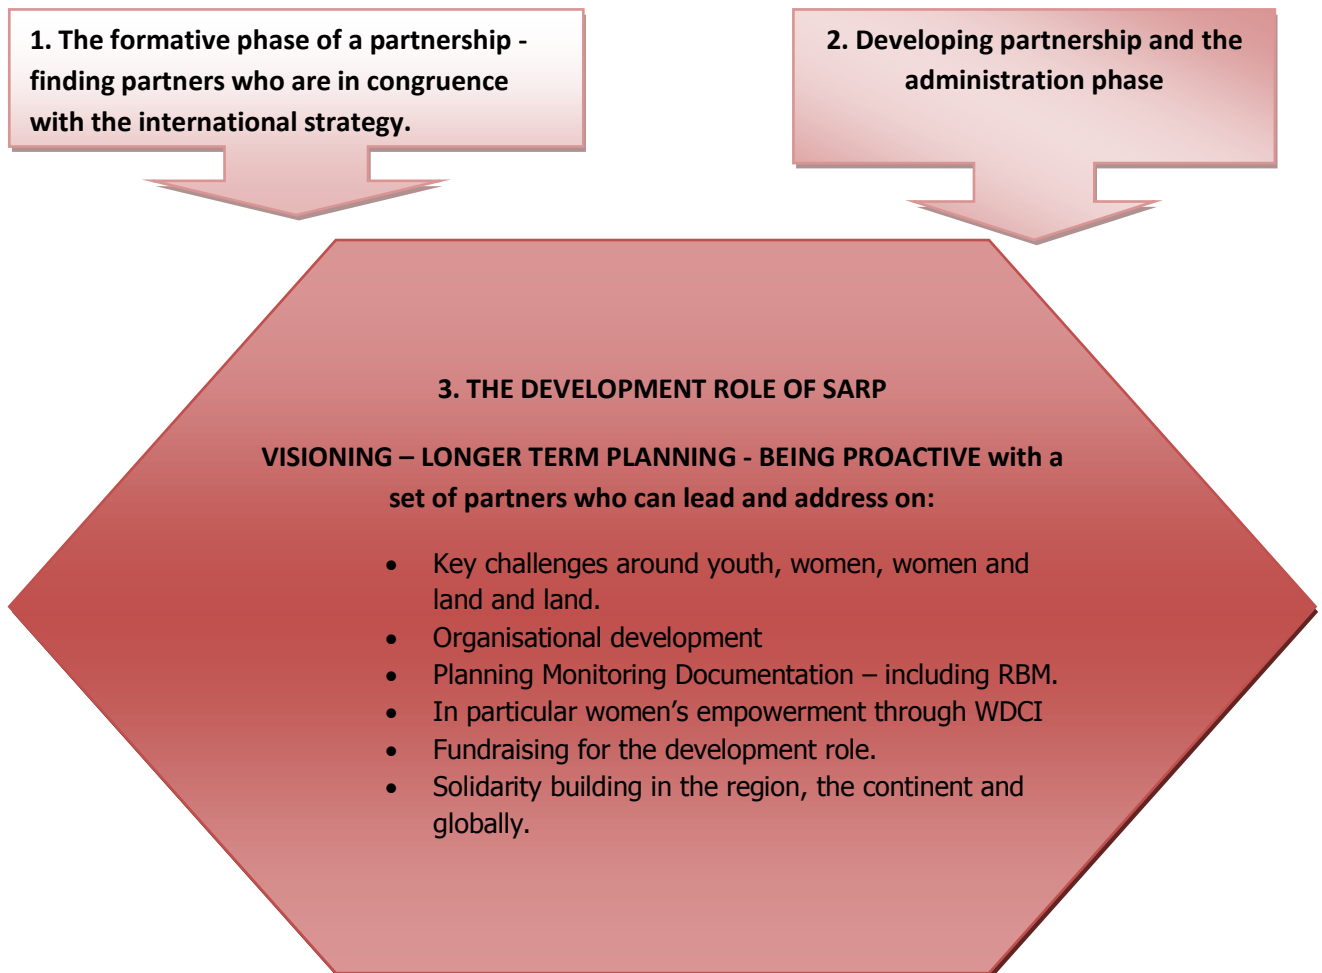 1. The formative phase of a partnership -
finding partners who are in congruence
with the international strategy.
2. Developing partnership and the
administration phase
3. THE DEVELOPMENT ROLE OF SARP
VISIONING – LONGER TERM PLANNING - BEING PROACTIVE with a
set of partners who can lead and address on:
• Key challenges around youth, women, women and
land and land.
• Organisational development
• Planning Monitoring Documentation – including RBM.
• In particular women’s empowerment through WDCI
• Fundraising for the development role.
• Solidarity building in the region, the continent and
globally.